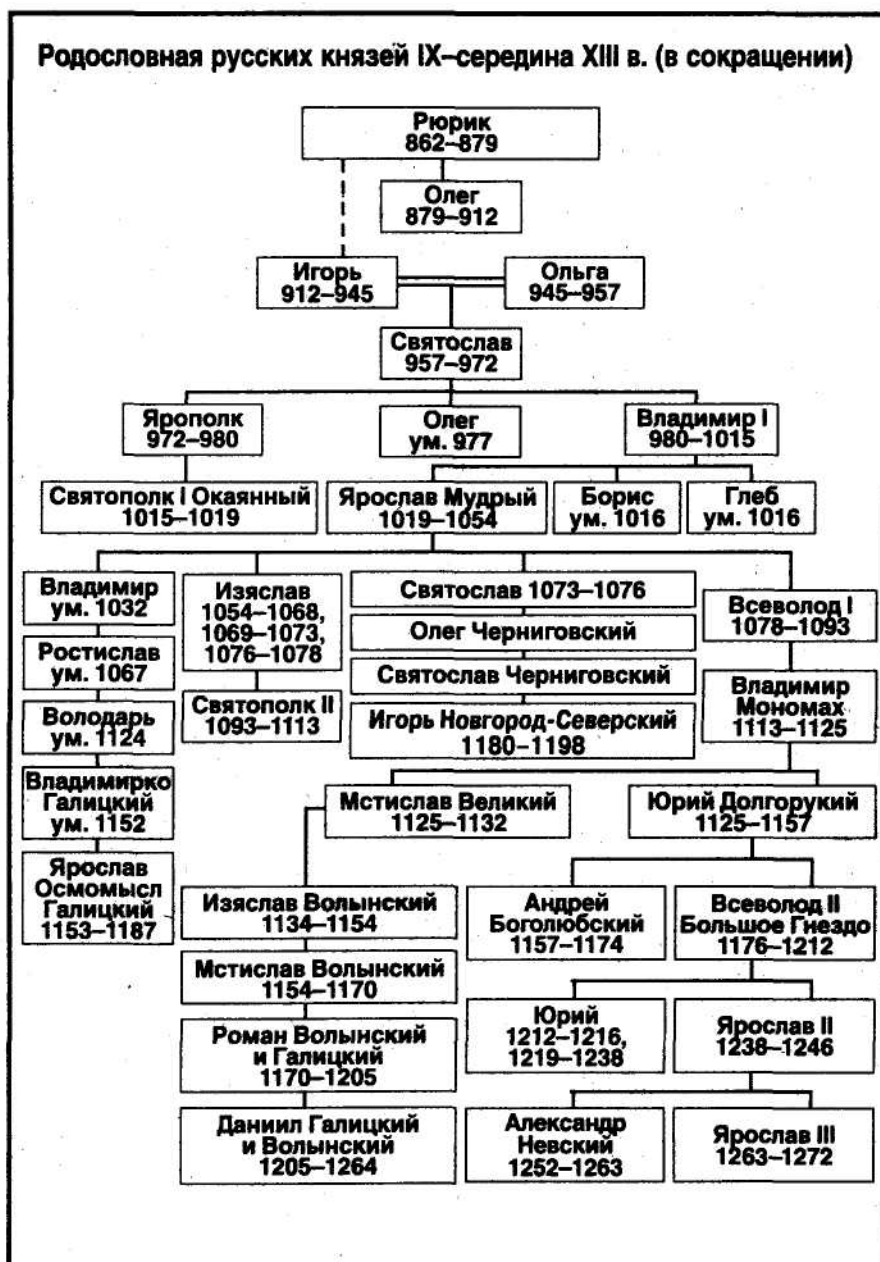 Родословная русских князей IX–середина XIII в. (в сокращении)
Рюрик
862–879
Олег
879–912
Игорь
912–945
Ольга
945–957
Святослав
957–972
Ярополк
972–980
Олег
ум. 977
Владимир I
980–1015
Святополк I Окаянный
1015–1019
Ярослав Мудрый
1019–1054
Борис
ум. 1016
Глеб
ум. 1016
Владимир
ум. 1032
Ростислав
ум. 1067
Володарь
ум. 1124
Владимирко
Галицкий
ум. 1152
Ярослав
Осмомысл
Галицкий
1153–1187
Изяслав
1054–1068,
1069–1073,
1076–1078
Святополк II
1093–1113
Святослав 1073–1076
Олег Черниговский
Святослав Черниговский
Игорь Новгород-Северский
1180–1198
Всеволод I
1078–1093
Владимир
Мономах
1113–1125
Мстислав Великий
1125–1132
Юрий Долгорукий
1125–1157
Изяслав Волынский
1134–1154
Мстислав Волынский
1154–1170
Роман Волынский
и Галицкий
1170–1205
Даниил Галицкий
и Волынский
1205–1264
Андрей
Боголюбский
1157–1174
Всеволод II
Большое Гнездо
1176–1212
Юрий
1212–1216,
1219–1238
Ярослав II
1238–1246
Александр
Невский
1252–1263
Ярослав III
1263–1272